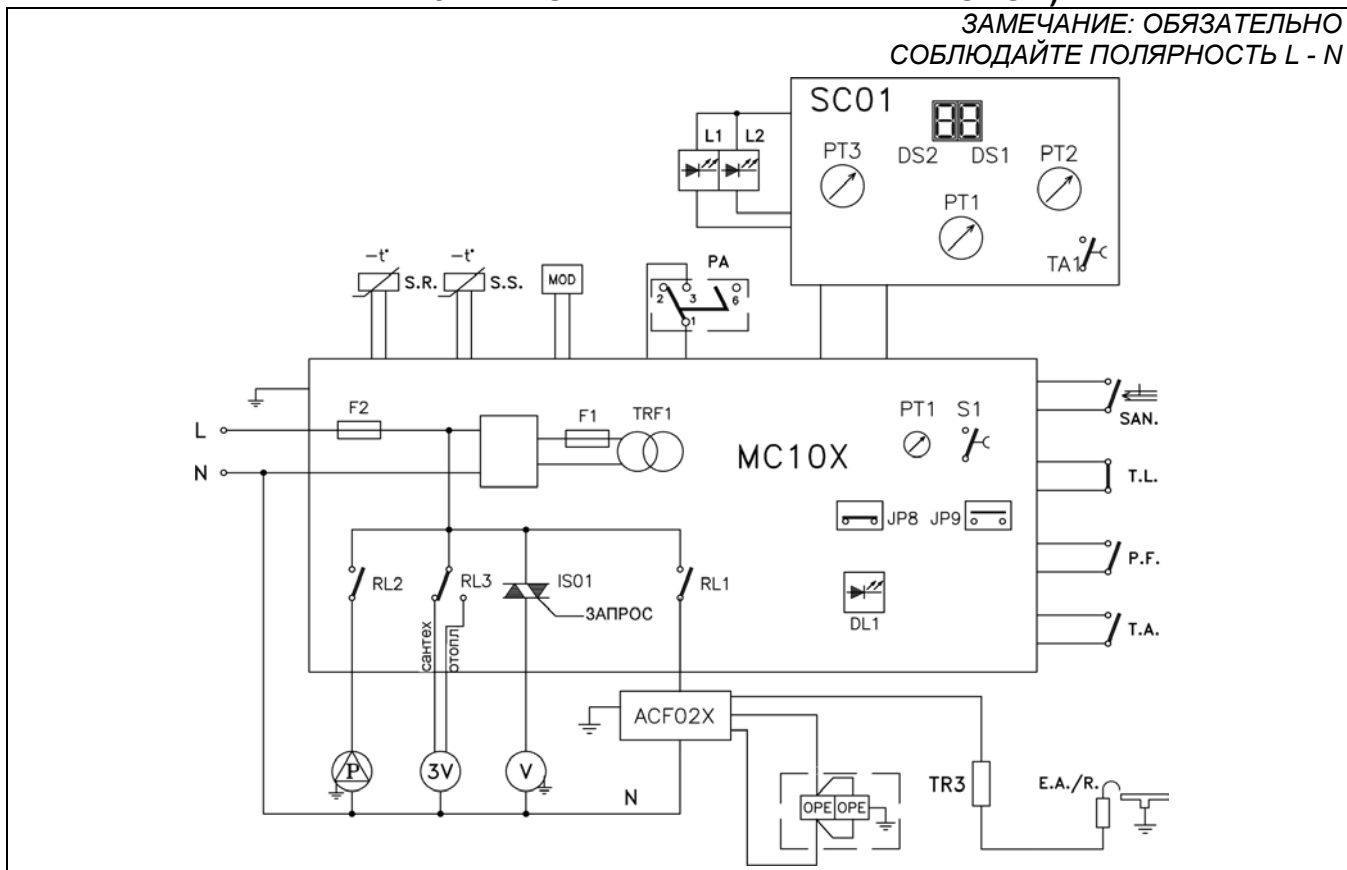 ЗАМЕЧАНИЕ: ОБЯЗАТЕЛЬНО
СОБЛЮДАЙТЕ ПОЛЯРНОСТЬ L - N
SC01
L1 L2
PT3
DS2 DS1
PT2
PT1
TA1
-t°
S.R.
-t°
S.S.
MOD
PA
2
3
6
1
L
N
F2
F1
TRF1
MC10X
PT1
S1
JP8
JP9
DL1
SAN.
T.L.
P.F.
T.A.
RL2
RL3
ISO1
ЗАПРОС
RL1
сантех
отопл
ACF02X
P
3V
V
N
OPE OPE
TR3
E.A./R.